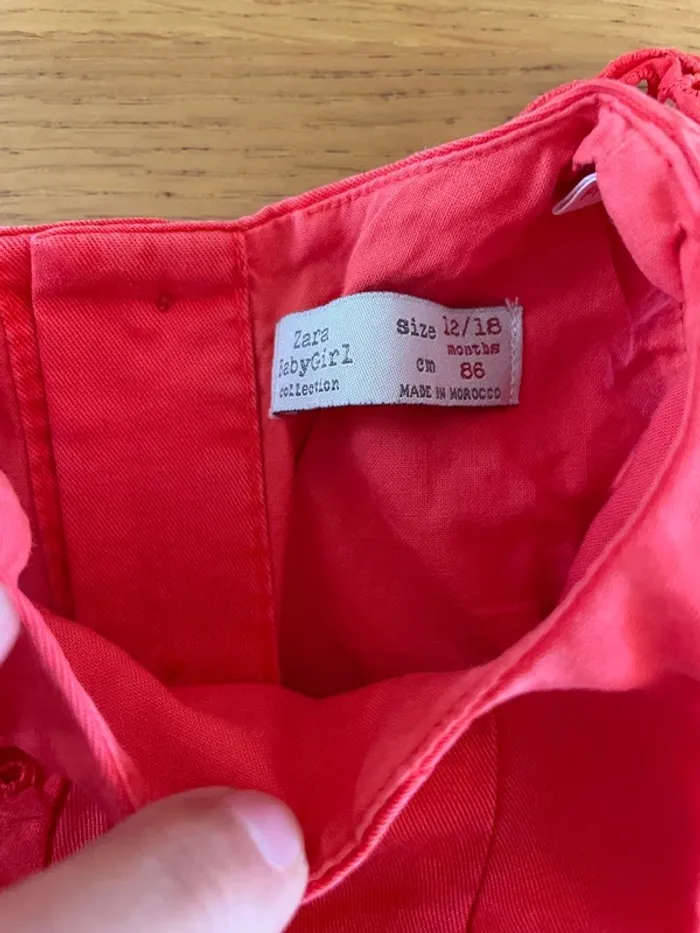 Zara
BabyGirl
collection
Size 12/18
months
cm 86
MADE IN MOROCCO